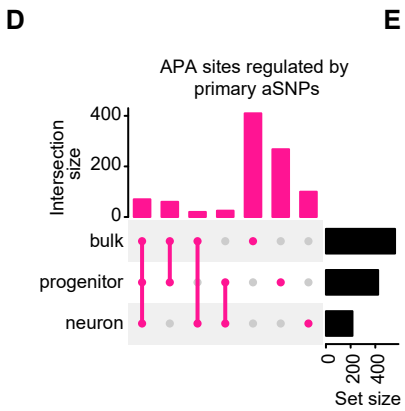 D
E
APA sites regulated by
primary aSNPs
Intersection
size
400
200
0
bulk
progenitor
neuron
0
200
400
Set size